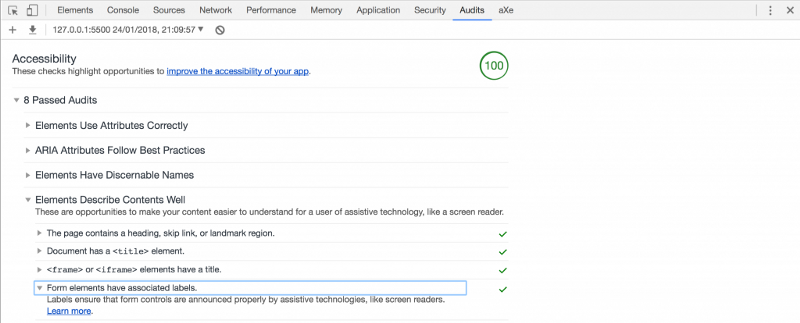 Elements Console Sources Network Performance Memory Application Security Audits aXe
127.0.0.1:5500 24/01/2018, 21:09:57
Accessibility
These checks highlight opportunities to improve the accessibility of your app.
100
8 Passed Audits
Elements Use Attributes Correctly
ARIA Attributes Follow Best Practices
Elements Have Discernable Names
Elements Describe Contents Well
These are opportunities to make your content easier to understand for a user of assistive technology, like a screen reader.
The page contains a heading, skip link, or landmark region.
Document has a <title> element.
<frame> or <iframe> elements have a title.
Form elements have associated labels.
Labels ensure that form controls are announced properly by assistive technologies, like screen readers.
Learn more.